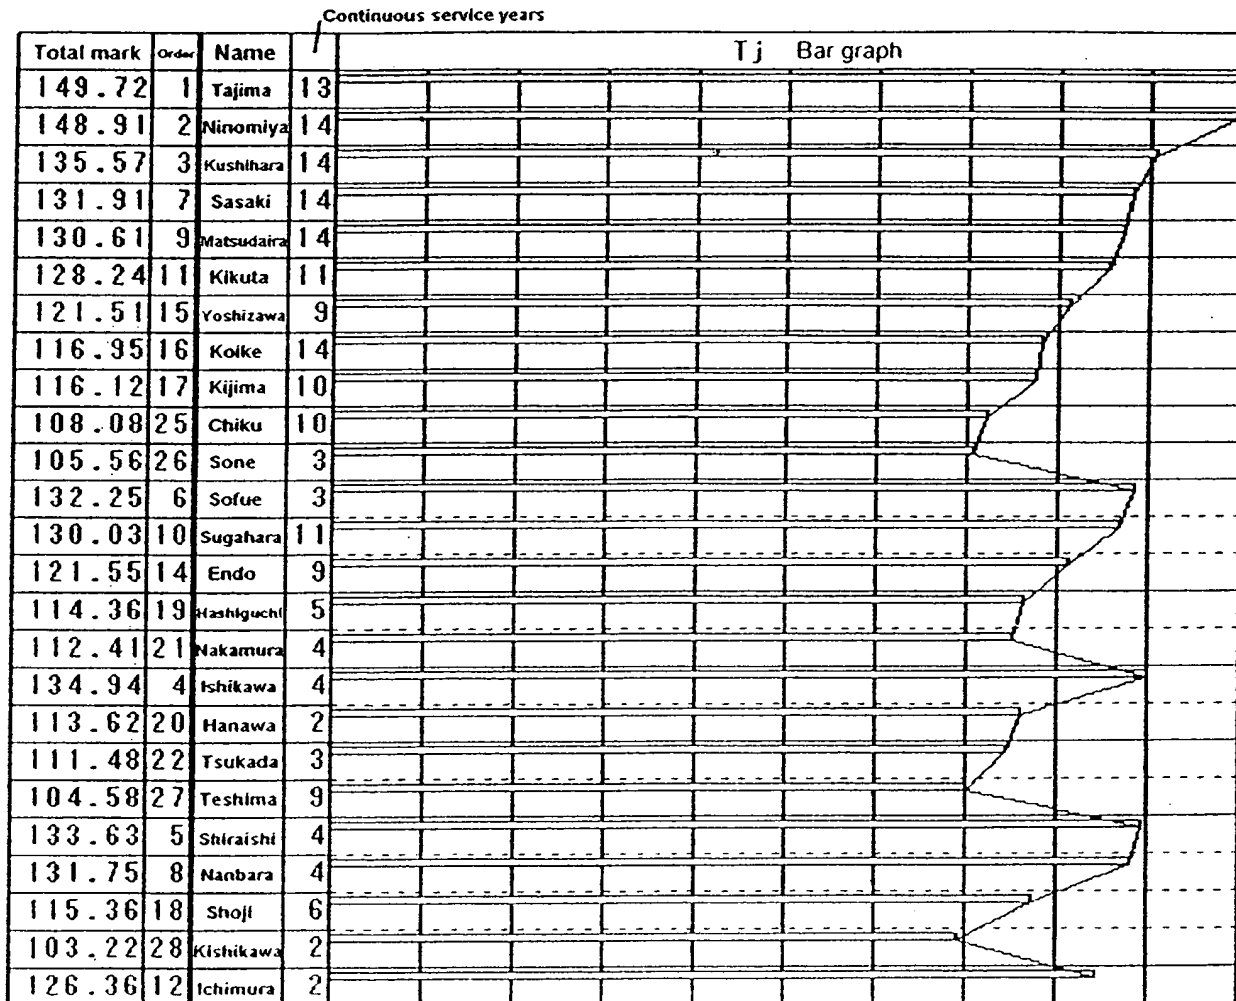 Continuous service years
Total mark Order Name Tj Bar graph
149.72 1 Tajima 13
148.91 2 Ninomiya 14
135.57 3 Kushihara 14
131.91 7 Sasaki 14
130.61 9 Matsudaira 14
128.24 11 Kikuta 11
121.51 15 Yoshizawa 9
116.95 16 Koike 14
116.12 17 Kijima 10
108.08 25 Chiku 10
105.56 26 Sone 3
132.25 6 Sofue 3
130.03 10 Sugahara 11
121.55 14 Endo 9
114.36 19 Hashiguchi 5
112.41 21 Nakamura 4
134.94 4 Ishikawa 4
113.62 20 Hanawa 2
111.48 22 Tsukada 3
104.58 27 Teshima 9
133.63 5 Shiraishi 4
131.75 8 Nanbara 4
115.36 18 Shoji 6
103.22 28 Kishikawa 2
126.36 12 Ichimura 2